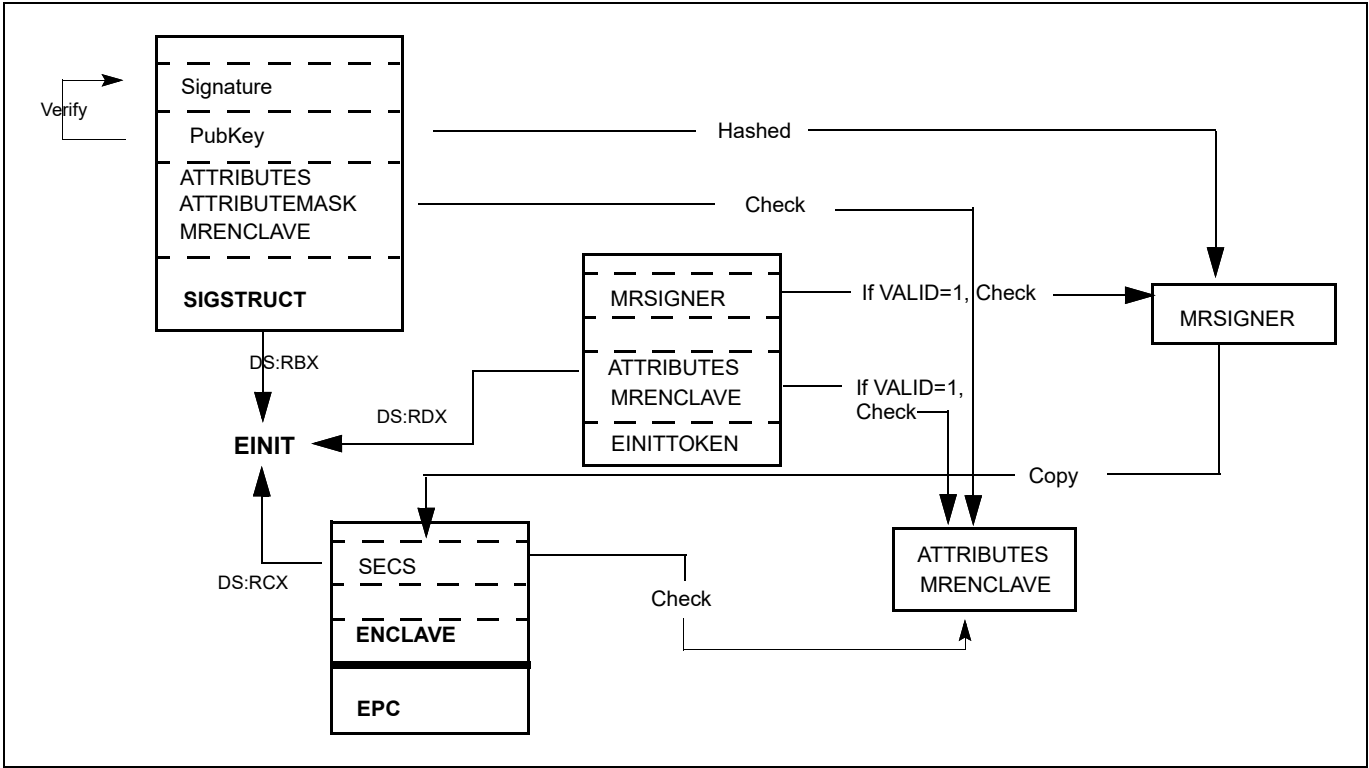 Signature
Verify
PubKey
Hashed
ATTRIBUTES
ATTRIBUTEMASK
MRENCLAVE
Check
SIGSTRUCT
MRSIGNER
If VALID=1, Check
MRSIGNER
DS:RBX
ATTRIBUTES
MRENCLAVE
If VALID=1,
Check
DS:RDX
EINIT
EINITTOKEN
Copy
SECS
DS:RCX
Check
ATTRIBUTES
MRENCLAVE
ENCLAVE
EPC